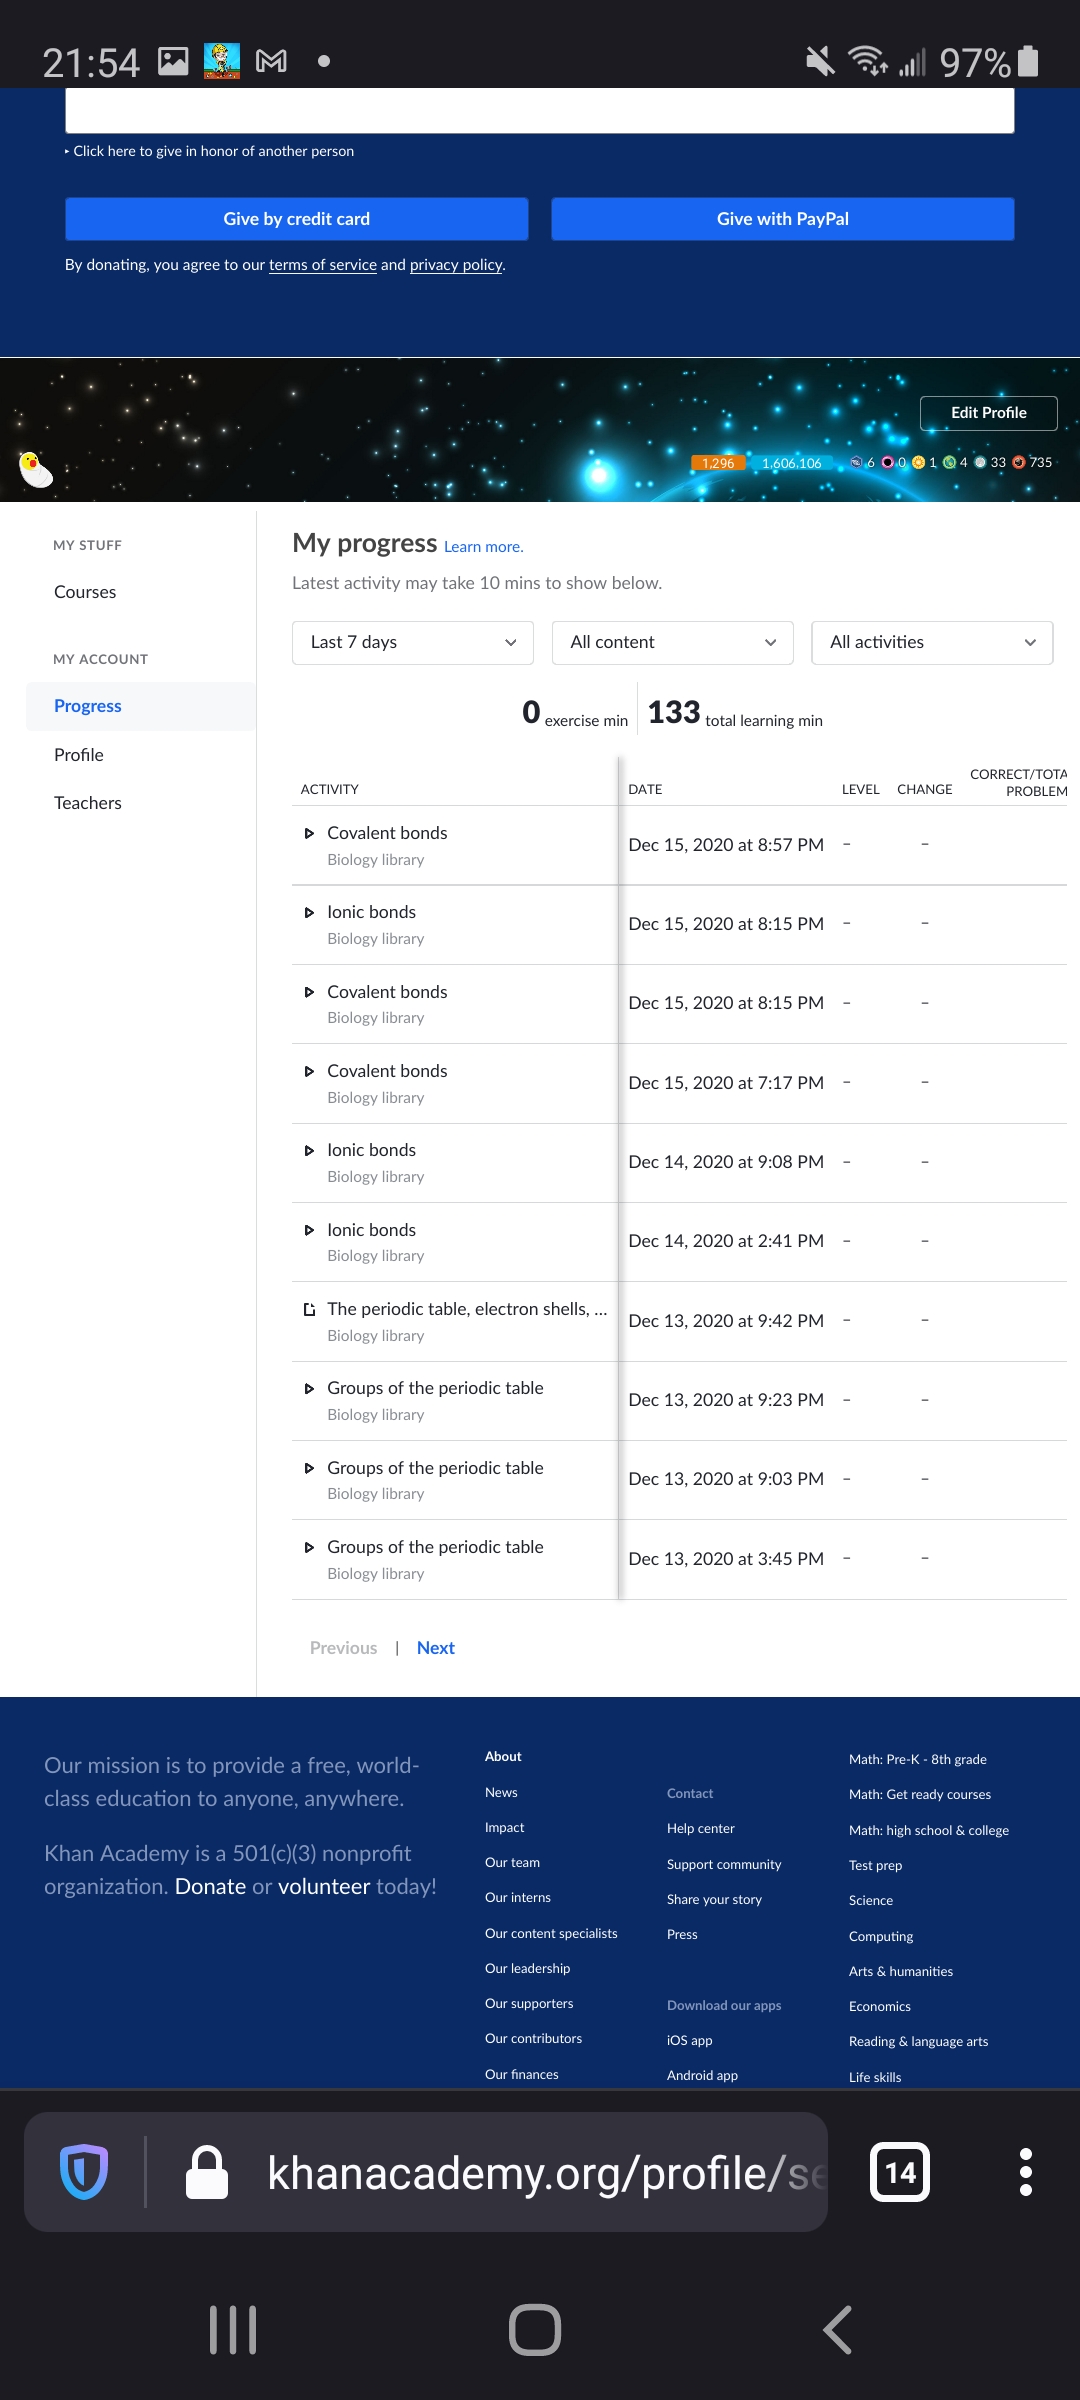 21:54
97%
‣ Click here to give in honor of another person
Give by credit card
Give with PayPal
By donating, you agree to our terms of service and privacy policy.
Edit Profile
1,296 1,606,106 6 0 1 4 33 735
MY STUFF
Courses
MY ACCOUNT
Progress
Profile
Teachers
My progress Learn more.
Latest activity may take 10 mins to show below.
Last 7 days
All content
All activities
0 exercise min
133 total learning min
ACTIVITY DATE LEVEL CHANGE CORRECT/TOTA
PROBLEM
Covalent bonds
Biology library
Dec 15, 2020 at 8:57 PM – –
Ionic bonds
Biology library
Dec 15, 2020 at 8:15 PM – –
Covalent bonds
Biology library
Dec 15, 2020 at 8:15 PM – –
Covalent bonds
Biology library
Dec 15, 2020 at 7:17 PM – –
Ionic bonds
Biology library
Dec 14, 2020 at 9:08 PM – –
Ionic bonds
Biology library
Dec 14, 2020 at 2:41 PM – –
The periodic table, electron shells, ...
Biology library
Dec 13, 2020 at 9:42 PM – –
Groups of the periodic table
Biology library
Dec 13, 2020 at 9:23 PM – –
Groups of the periodic table
Biology library
Dec 13, 2020 at 9:03 PM – –
Groups of the periodic table
Biology library
Dec 13, 2020 at 3:45 PM – –
Previous | Next
Our mission is to provide a free, world-
class education to anyone, anywhere.
Khan Academy is a 501(c)(3) nonprofit
organization. Donate or volunteer today!
About
News
Impact
Our team
Our interns
Our content specialists
Our leadership
Our supporters
Our contributors
Our finances
Contact
Help center
Support community
Share your story
Press
Download our apps
iOS app
Android app
Math: Pre-K - 8th grade
Math: Get ready courses
Math: high school & college
Test prep
Science
Computing
Arts & humanities
Economics
Reading & language arts
Life skills
khanacademy.org/profile/se
14